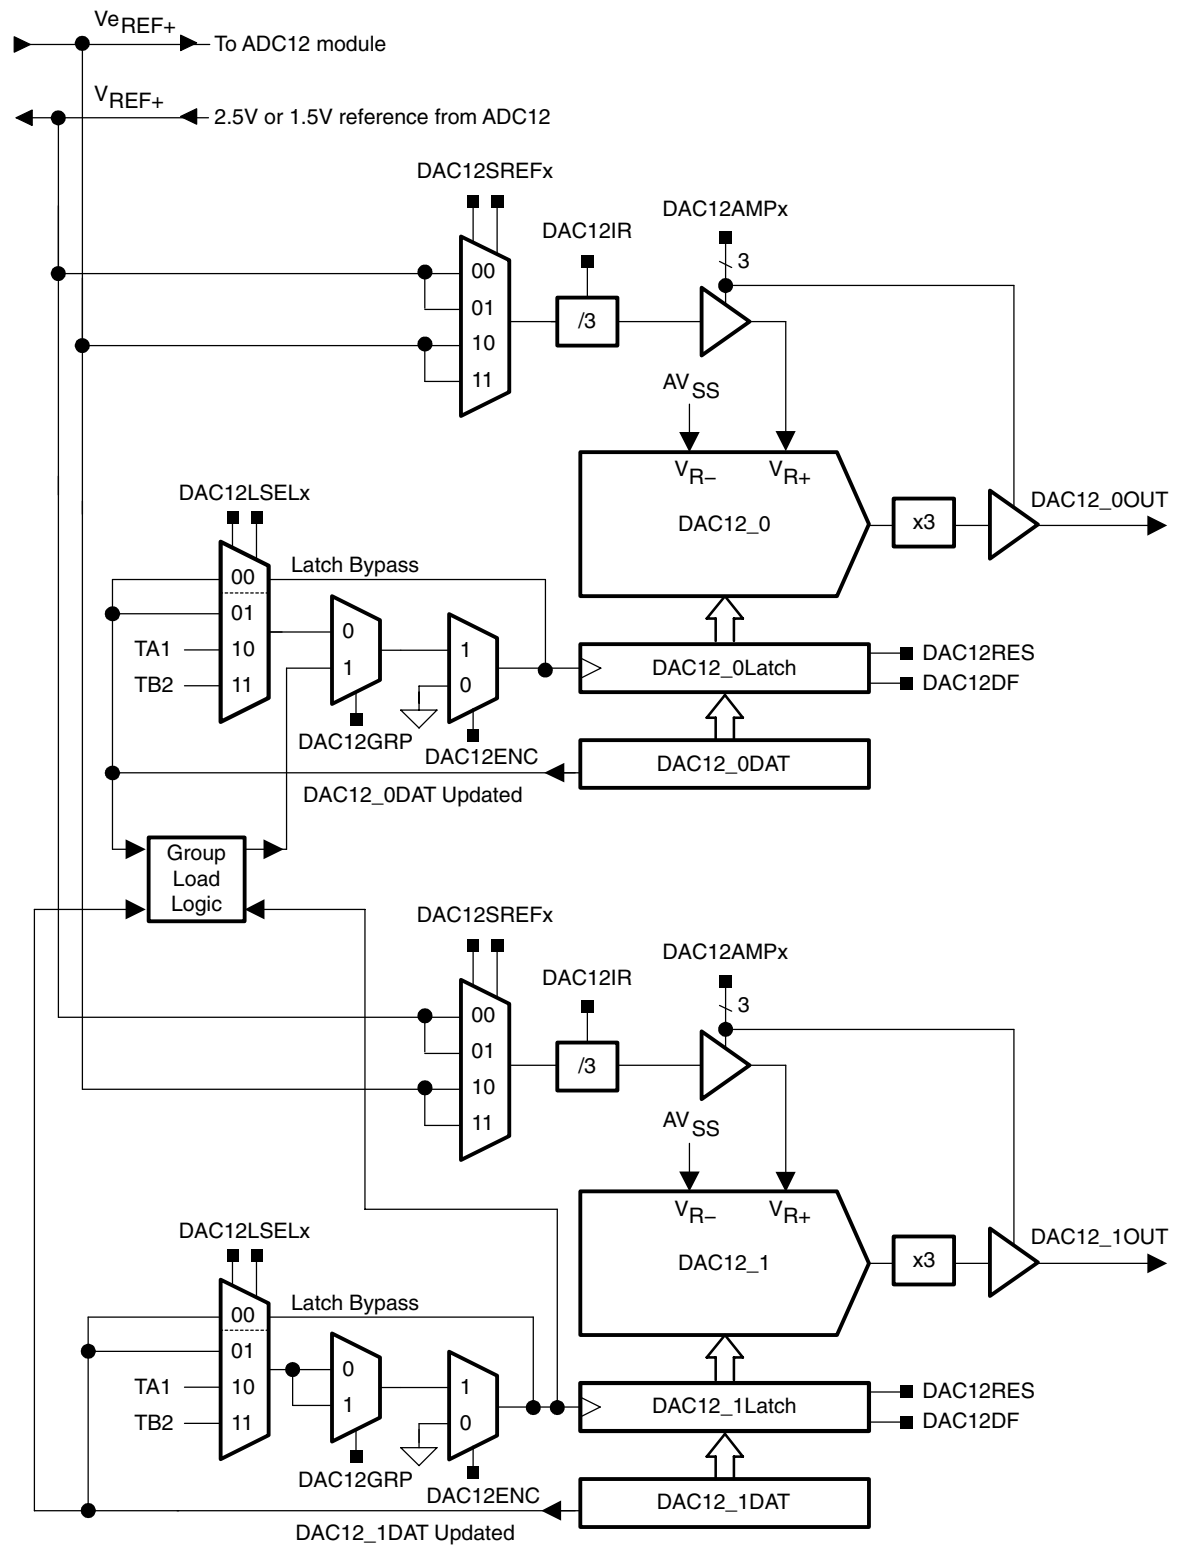 VeREF+
To ADC12 module
VREF+
2.5V or 1.5V reference from ADC12
DAC12SREFx
DAC12AMPx
DAC12IR
3
00
01
10
11
/3
AVSS
VR−
VR+
DAC12_0
x3
DAC12_0OUT
DAC12LSELx
Latch Bypass
00
01
TA1
10
TB2
11
0
1
1
0
DAC12GRP
DAC12ENC
DAC12_0Latch
DAC12RES
DAC12DF
DAC12_0DAT
DAC12_0DAT Updated
Group
Load
Logic
DAC12SREFx
DAC12AMPx
DAC12IR
3
00
01
10
11
/3
AVSS
VR−
VR+
DAC12_1
x3
DAC12_1OUT
DAC12LSELx
Latch Bypass
00
01
TA1
10
TB2
11
0
1
1
0
DAC12GRP
DAC12ENC
DAC12_1Latch
DAC12RES
DAC12DF
DAC12_1DAT
DAC12_1DAT Updated